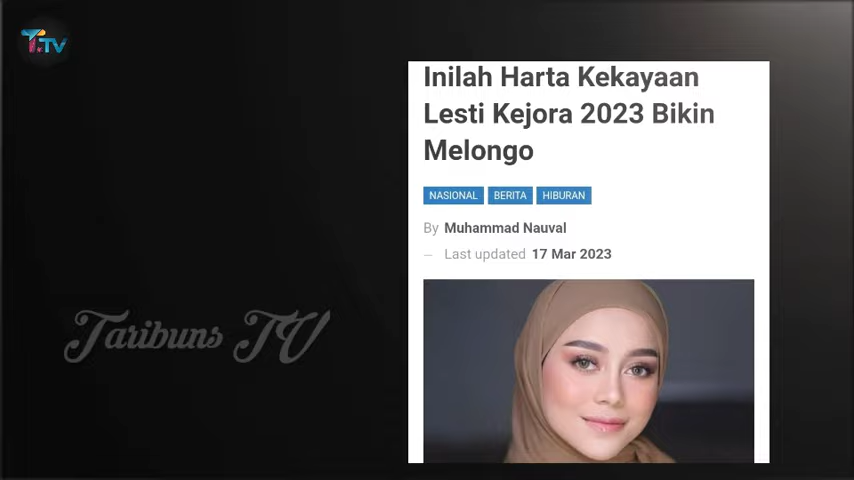 T.TV
Inilah Harta Kekayaan
Lesti Kejora 2023 Bikin
Melongo
NASIONAL BERITA HIBURAN
By Muhammad Nauval
— Last updated 17 Mar 2023
Taribuns TV